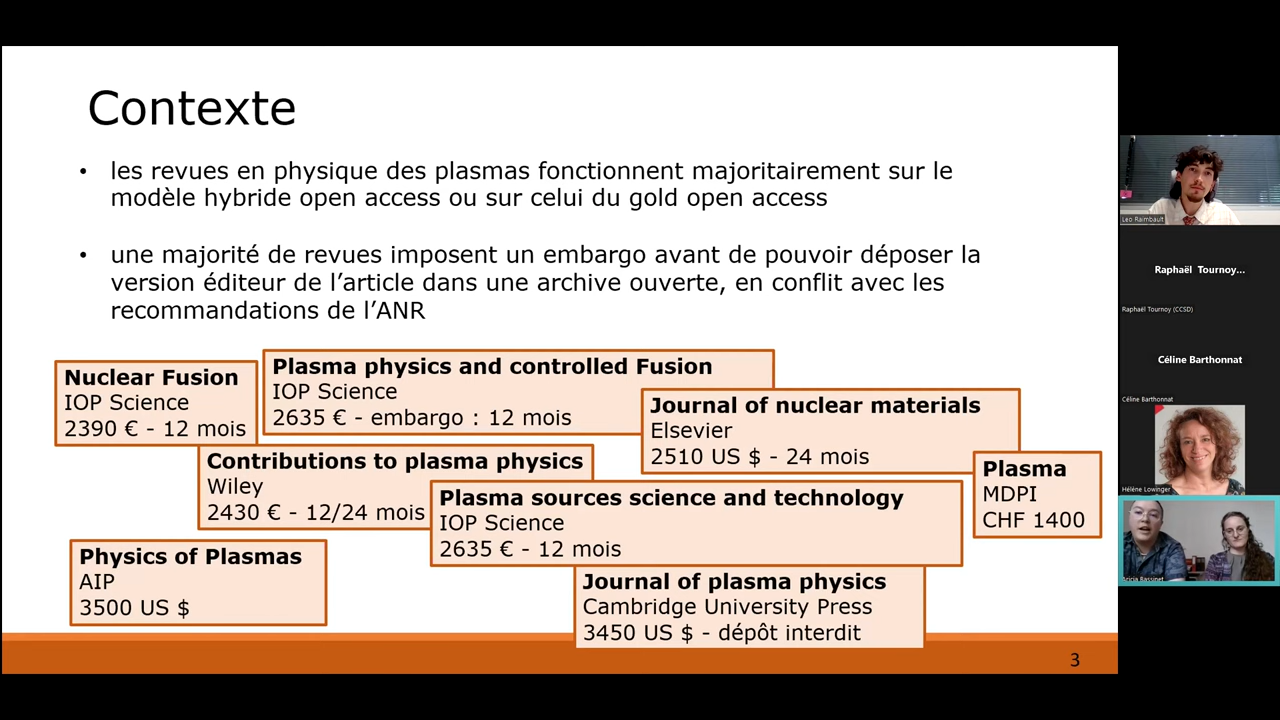 Contexte
• les revues en physique des plasmas fonctionnent majoritairement sur le
modèle hybride open access ou sur celui du gold open access
• une majorité de revues imposent un embargo avant de pouvoir déposer la
version éditeur de l’article dans une archive ouverte, en conflit avec les
recommandations de l’ANR
Nuclear Fusion
IOP Science
2390 € - 12 mois
Plasma physics and controlled Fusion
IOP Science
2635 € - embargo : 12 mois
Journal of nuclear materials
Elsevier
2510 US $ - 24 mois
Contributions to plasma physics
Wiley
2430 € - 12/24 mois
Plasma sources science and technology
IOP Science
2635 € - 12 mois
Plasma
MDPI
CHF 1400
Physics of Plasmas
AIP
3500 US $
Journal of plasma physics
Cambridge University Press
3450 US $ - dépôt interdit
3
Leo Raimbault
Raphaël Tournoy...
Raphaël Tournoy (CCSD)
Céline Barthonnat
Céline Barthonnat
Hélène Lowinger
Aricia Bassinet